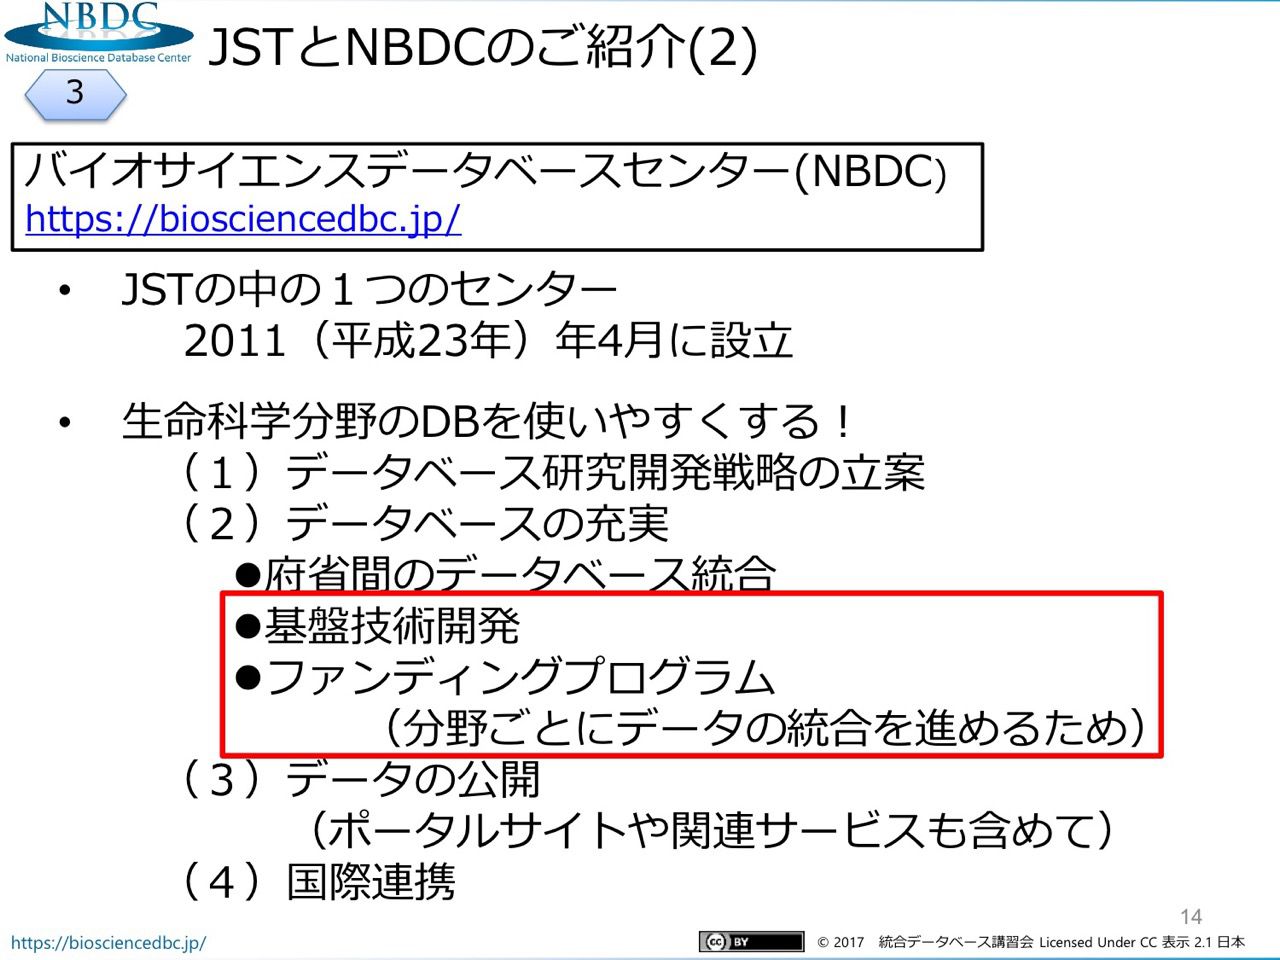 NBDC
National Bioscience Database Center
JSTとNBDCのご紹介(2)
3
バイオサイエンスデータベースセンター(NBDC)
https://biosciencedbc.jp/
• JSTの中の１つのセンター
2011（平成23年）年4月に設立
• 生命科学分野のDBを使いやすくする！
（１）データベース研究開発戦略の立案
（２）データベースの充実
●府省間のデータベース統合
●基盤技術開発
●ファンディングプログラム
（分野ごとにデータの統合を進めるため）
（３）データの公開
（ポータルサイトや関連サービスも含めて）
（４）国際連携
14
https://biosciencedbc.jp/
cc BY
© 2017 統合データベース講習会 Licensed Under CC 表示 2.1 日本